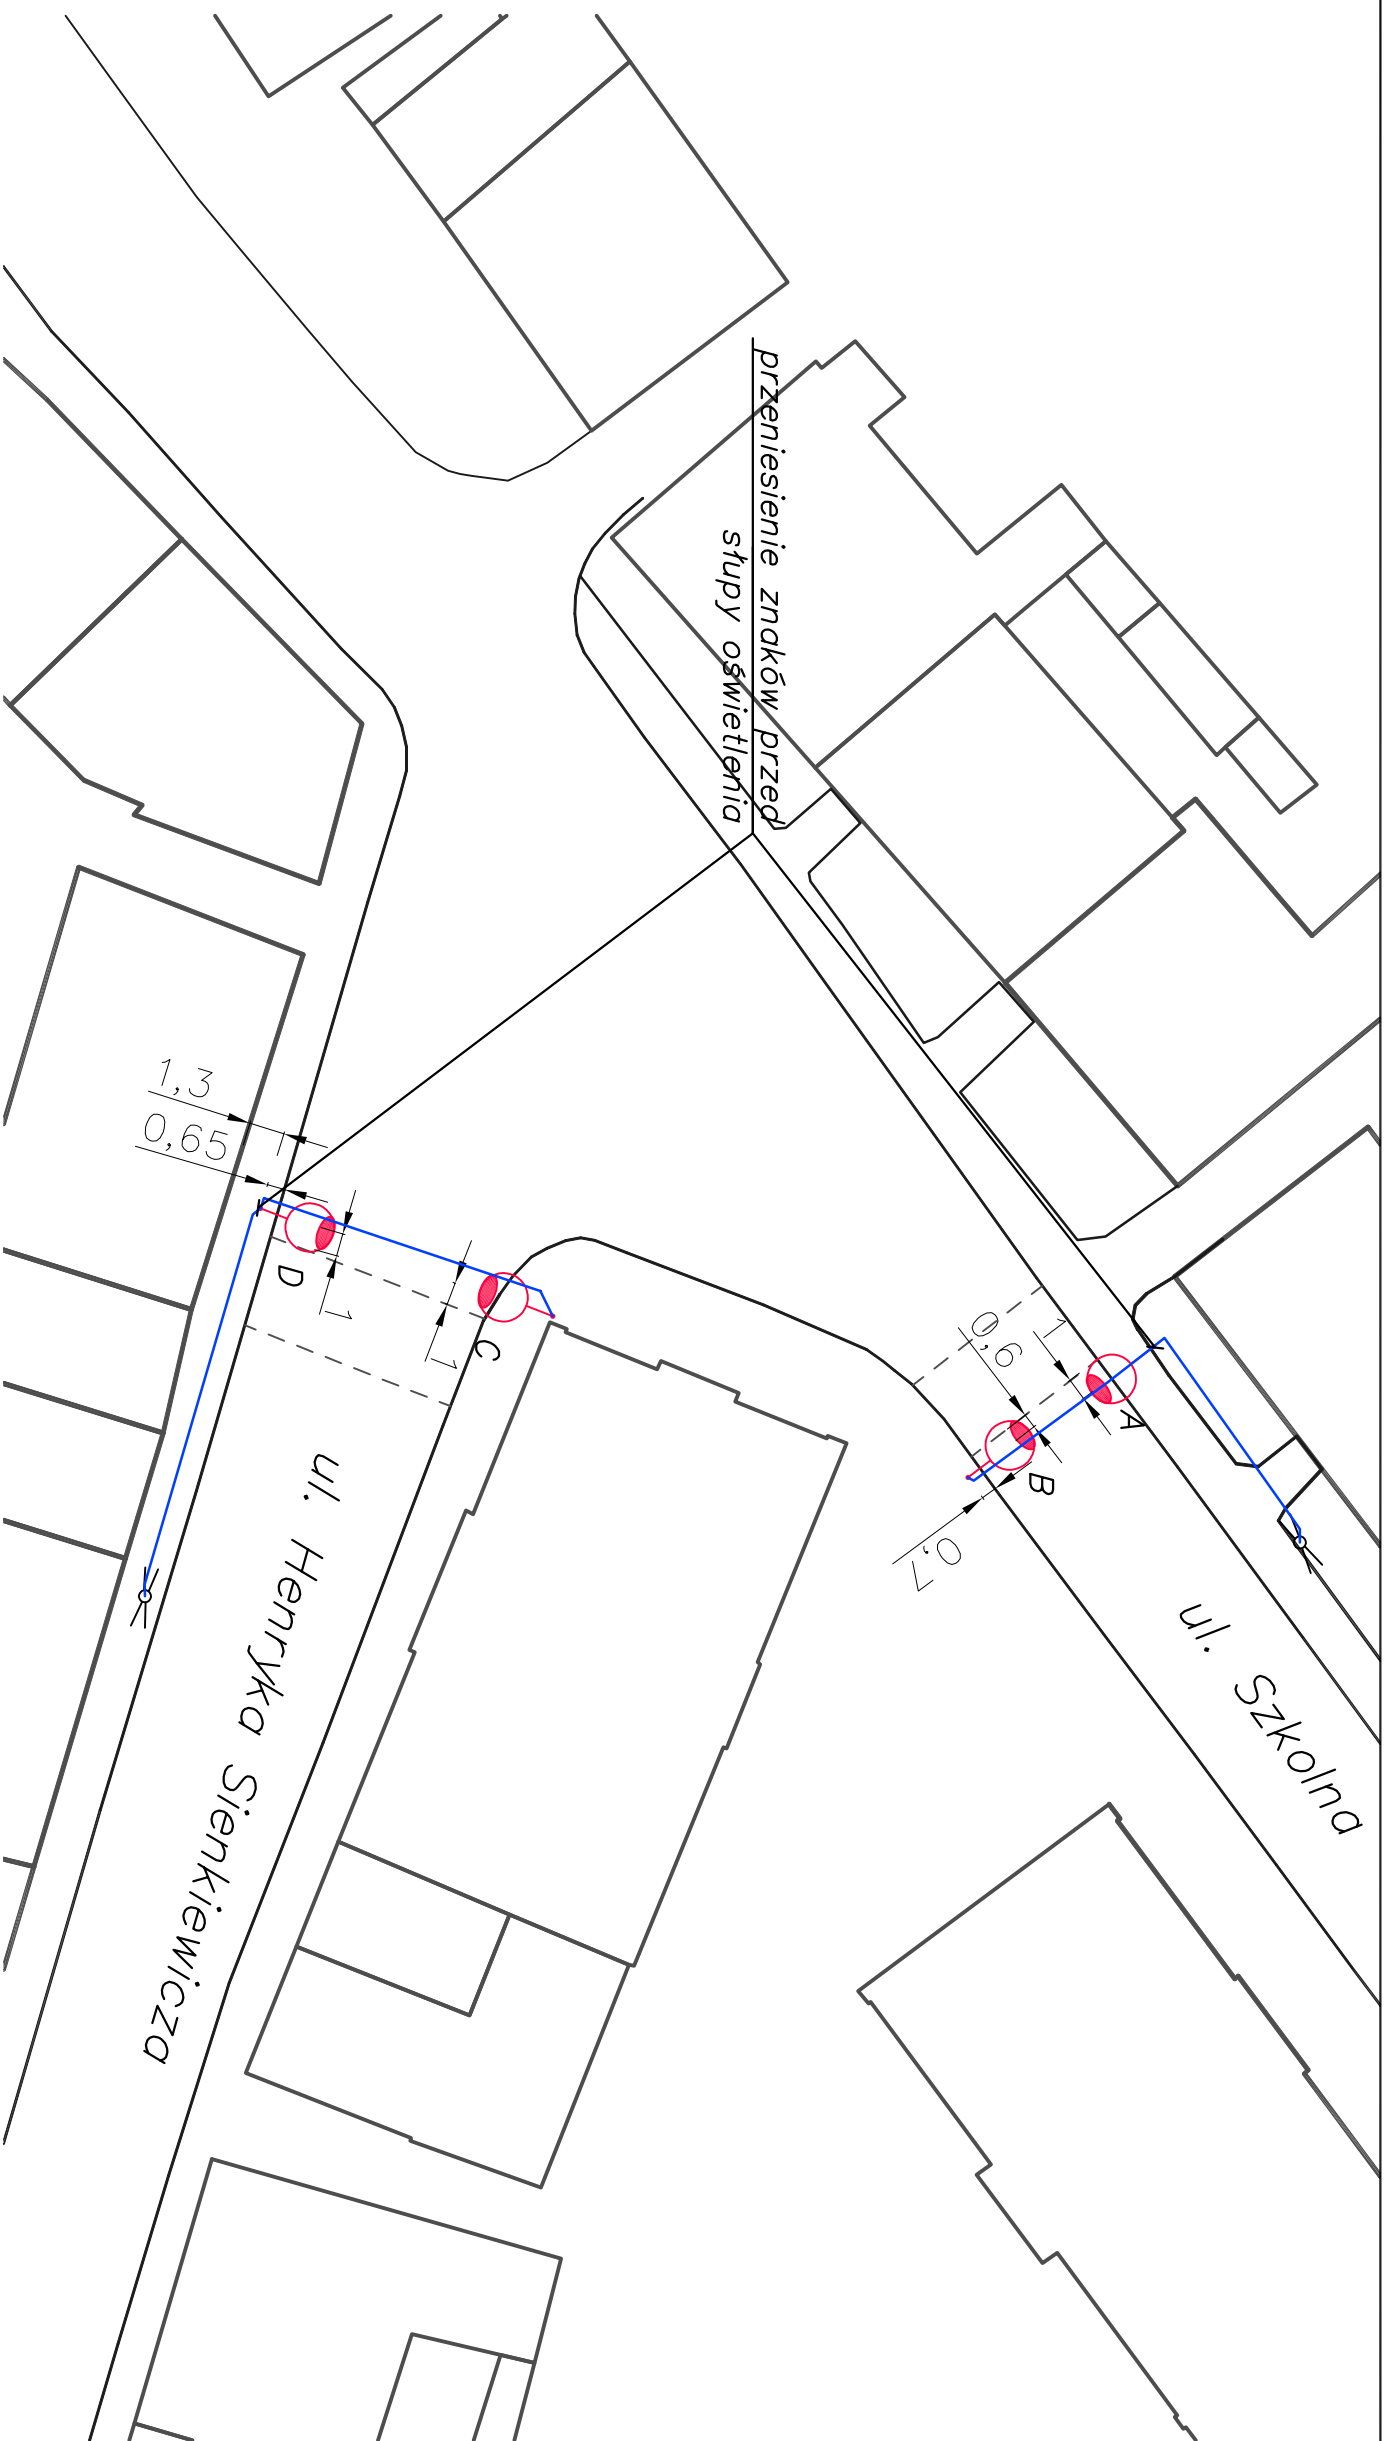 przeniesienie znaków przed
słupy oświetlenia
1,3
0,65
D
1
C
1
0,6
1
A
B
0,7
ul. Szkolna
ul. Henryka Sienkiewicza